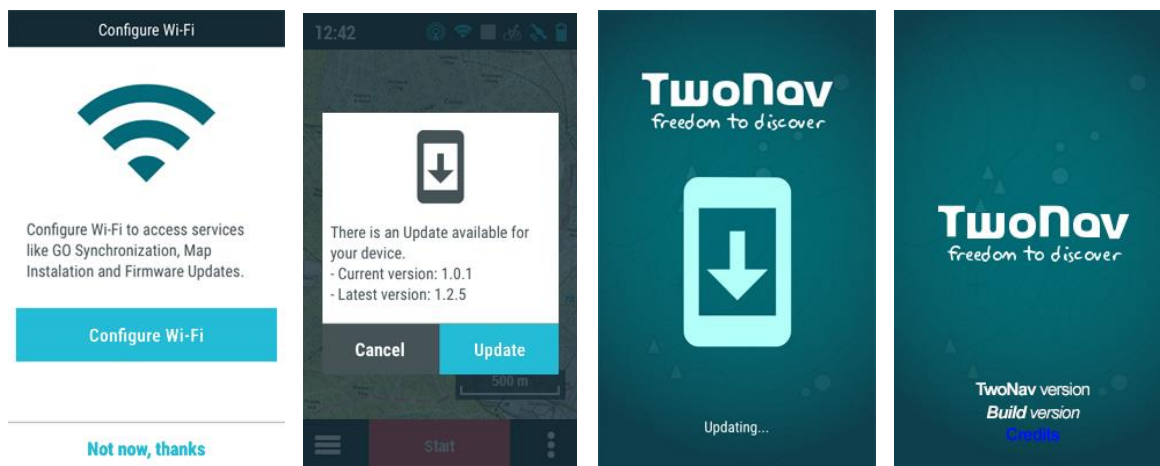 Configure Wi-Fi
Configure Wi-Fi to access services
like GO Synchronization, Map
Instalation and Firmware Updates.
Configure Wi-Fi
Not now, thanks
12:42
There is an Update available for
your device.
- Current version: 1.0.1
- Latest version: 1.2.5
Cancel
Update
500 m
Start
TwoNav
freedom to discover
Updating...
TwoNav
freedom to discover
TwoNav version
Build version
Credits